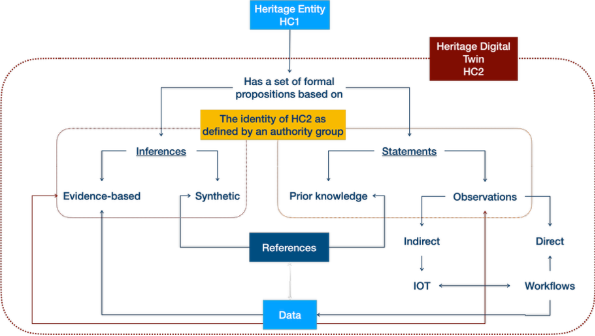 Heritage Entity
HC1
Heritage Digital
Twin
HC2
Has a set of formal
propositions based on
The identity of HC2 as
defined by an authority group
Inferences
Statements
Evidence-based
Synthetic
Prior knowledge
Observations
References
Indirect
Direct
IOT
Workflows
Data